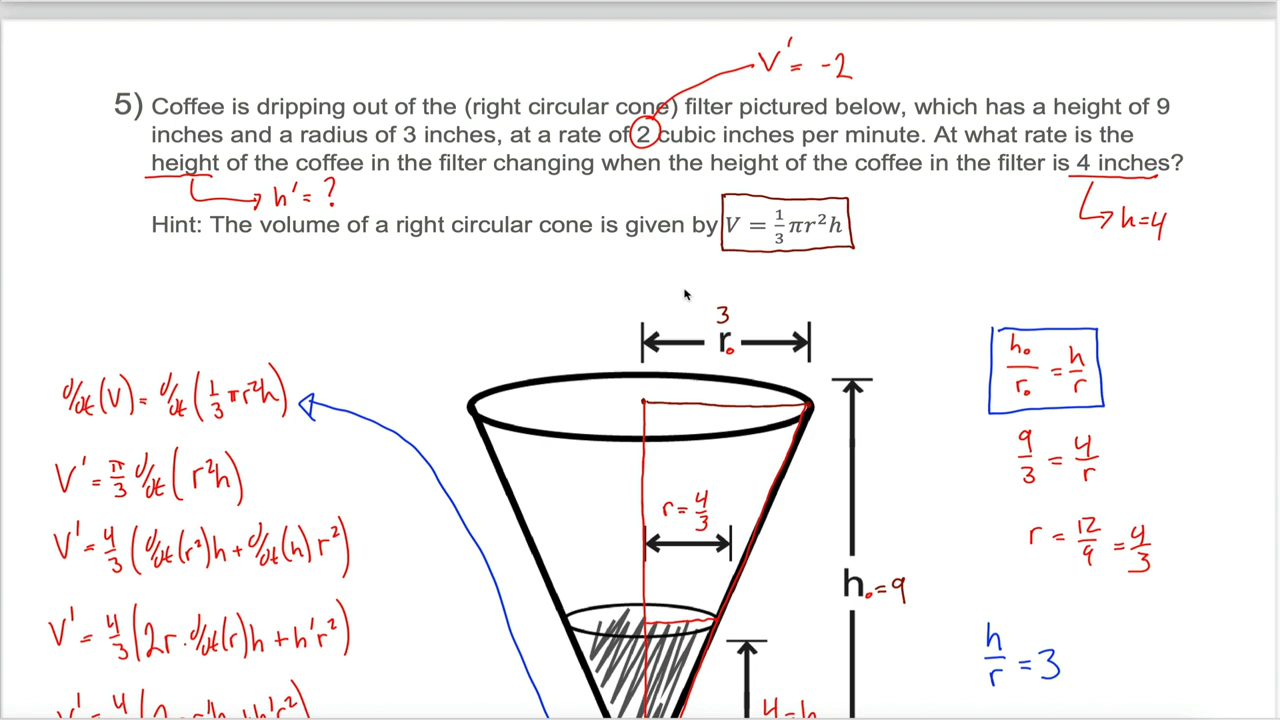 V' = -2
5) Coffee is dripping out of the (right circular cone) filter pictured below, which has a height of 9
inches and a radius of 3 inches, at a rate of 2 cubic inches per minute. At what rate is the
height of the coffee in the filter changing when the height of the coffee in the filter is 4 inches?
h' = ?
h=4
Hint: The volume of a right circular cone is given by V = 1/3 πr²h
3
r₀
h₀/r₀ = h/r
d/dt(V) = d/dt(1/3 πr²h)
9/3 = 4/r
V' = π/3 d/dt(r²h)
r = 4/3
r = 12/9 = 4/3
V' = 4/3 (d/dt(r²)h + d/dt(h) r²)
h₀ = 9
V' = 4/3 (2r · d/dt(r)h + h'r²)
h/r = 3
4=h